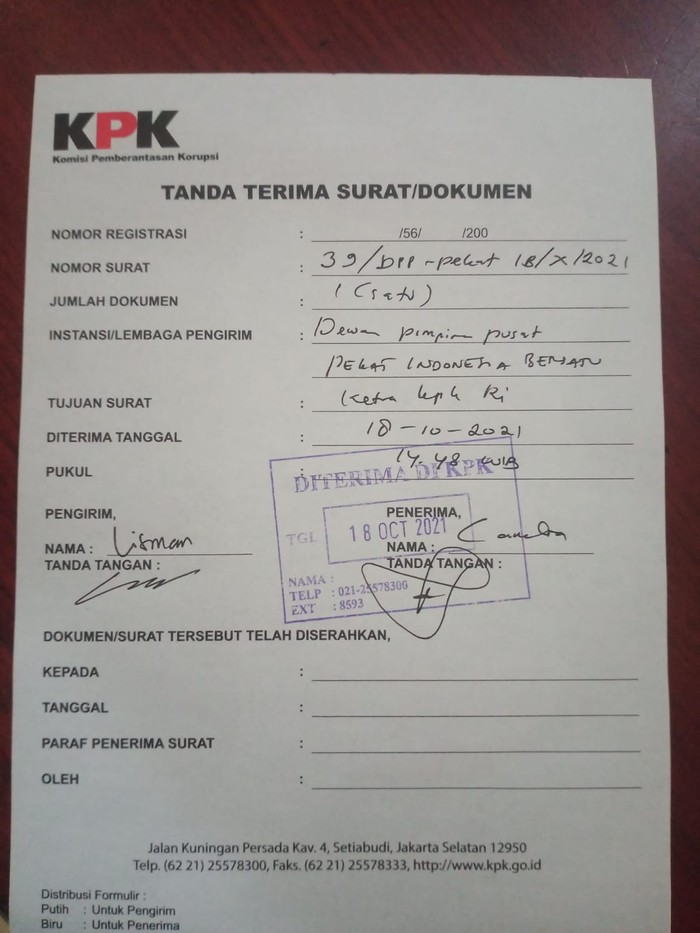 KPK
Komisi Pemberantasan Korupsi
TANDA TERIMA SURAT/DOKUMEN
NOMOR REGISTRASI : /56/ /200
NOMOR SURAT : 39/DPP-pekat IB/X/2021
JUMLAH DOKUMEN : 1 (satu)
INSTANSI/LEMBAGA PENGIRIM : Dewan pimpinan pusat
PEKAT INDONESIA BERSATU
TUJUAN SURAT : Ketua kpk Ri
DITERIMA TANGGAL : 18-10-2021
PUKUL : 14.48 WIB
DITERIMA DI KPK
PENGIRIM, PENERIMA,
TGL 18 OCT 2021
NAMA : Lisman NAMA :
TANDA TANGAN : TANDA TANGAN :
NAMA :
TELP : 021-25578300
EXT : 8593
DOKUMEN/SURAT TERSEBUT TELAH DISERAHKAN,
KEPADA :
TANGGAL :
PARAF PENERIMA SURAT :
OLEH :
Jalan Kuningan Persada Kav. 4, Setiabudi, Jakarta Selatan 12950
Telp. (62 21) 25578300, Faks. (62 21) 25578333, http://www.kpk.go.id
Distribusi Formulir :
Putih : Untuk Pengirim
Biru : Untuk Penerima